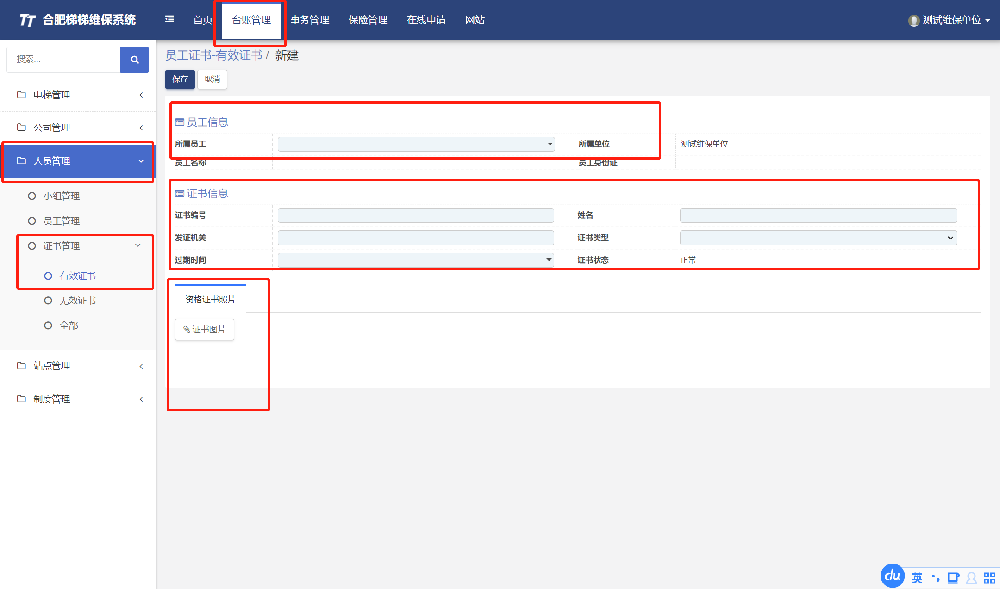 TT 合肥梯梯维保系统 首页 台账管理 事务管理 保险管理 在线申请 网站 测试维保单位
搜索...
电梯管理
公司管理
人员管理
小组管理
员工管理
证书管理
有效证书
无效证书
全部
站点管理
制度管理
员工证书-有效证书 / 新建
保存 取消
员工信息
所属员工 所属单位 测试维保单位
员工名称 员工身份证
证书信息
证书编号 姓名
发证机关 证书类型
过期时间 证书状态 正常
资格证书照片
证书图片
du 英